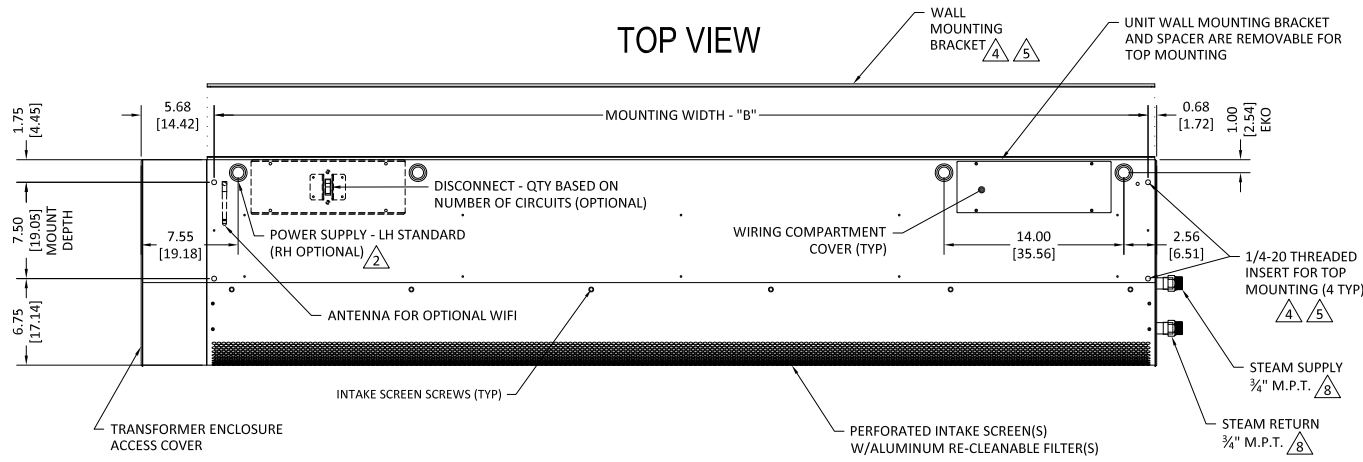 TOP VIEW
WALL
MOUNTING
BRACKET 4 5
UNIT WALL MOUNTING BRACKET
AND SPACER ARE REMOVABLE FOR
TOP MOUNTING
1.75
[4.45]
5.68
[14.42]
MOUNTING WIDTH - "B"
0.68
[1.72]
1.00
[2.54]
EKO
DISCONNECT - QTY BASED ON
NUMBER OF CIRCUITS (OPTIONAL)
7.50
[19.05]
MOUNT
DEPTH
7.55
[19.18]
POWER SUPPLY - LH STANDARD
(RH OPTIONAL) 2
WIRING COMPARTMENT
COVER (TYP)
14.00
[35.56]
2.56
[6.51]
1/4-20 THREADED
INSERT FOR TOP
MOUNTING (4 TYP)
4 5
6.75
[17.14]
ANTENNA FOR OPTIONAL WIFI
INTAKE SCREEN SCREWS (TYP)
STEAM SUPPLY
¾" M.P.T. 8
TRANSFORMER ENCLOSURE
ACCESS COVER
PERFORATED INTAKE SCREEN(S)
W/ALUMINUM RE-CLEANABLE FILTER(S)
STEAM RETURN
¾" M.P.T. 8